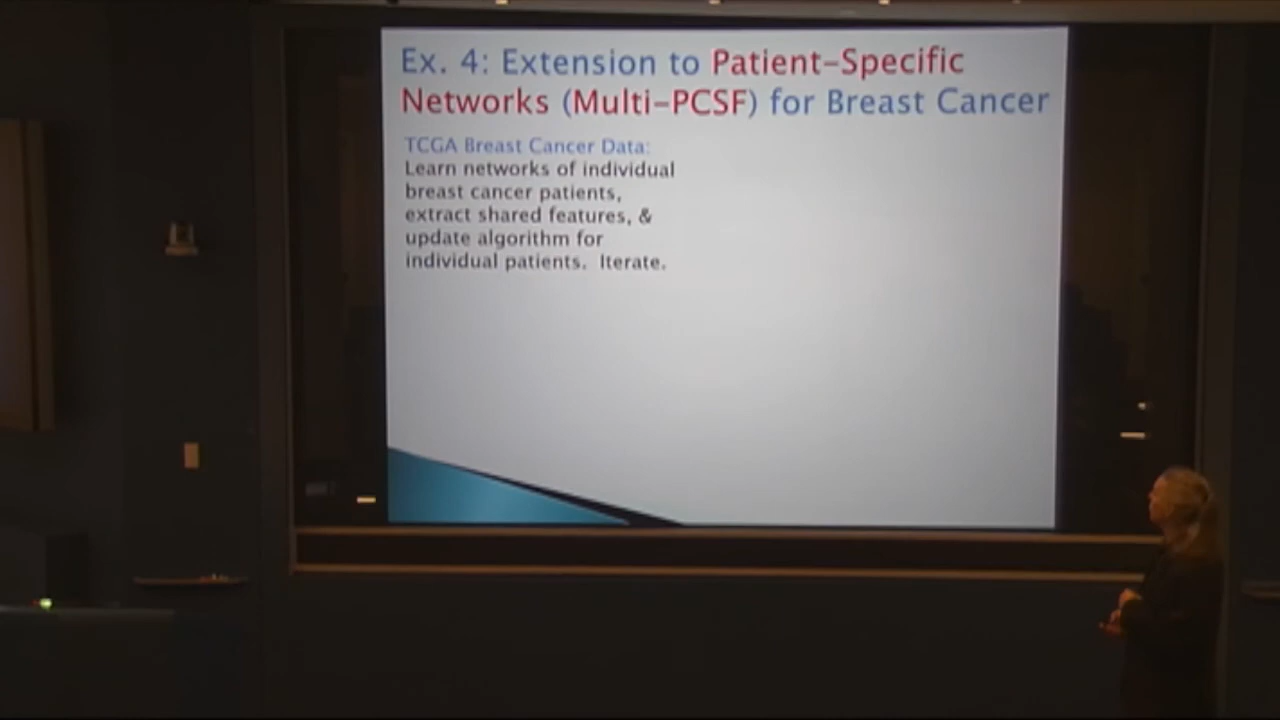 Ex. 4: Extension to Patient-Specific
Networks (Multi-PCSF) for Breast Cancer
TCGA Breast Cancer Data:
Learn networks of individual
breast cancer patients,
extract shared features, &
update algorithm for
individual patients. Iterate.